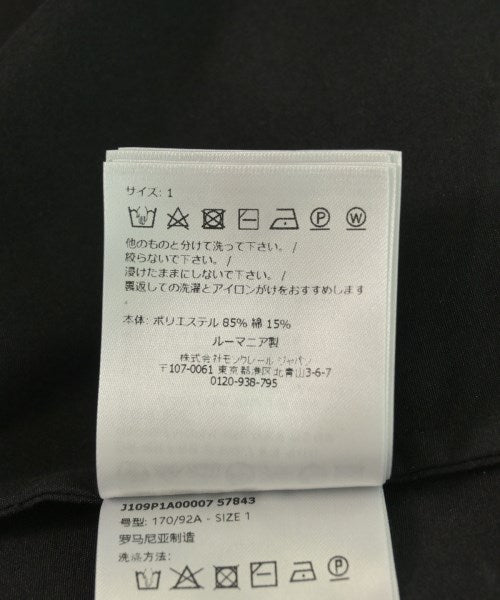 サイズ: 1
P W
他のものと分けて洗って下さい。/
絞らないで下さい。/
浸けたままにしないで下さい。/
裏返しての洗濯とアイロンがけをおすすめします
本体: ポリエステル 85% 綿 15%
ルーマニア製
株式会社モンクレール ジャパン
〒107-0061 東京都港区北青山3-6-7
0120-938-795
J109P1A00007 57843
号型: 170/92A - SIZE 1
罗马尼亚制造
洗涤方法:
P